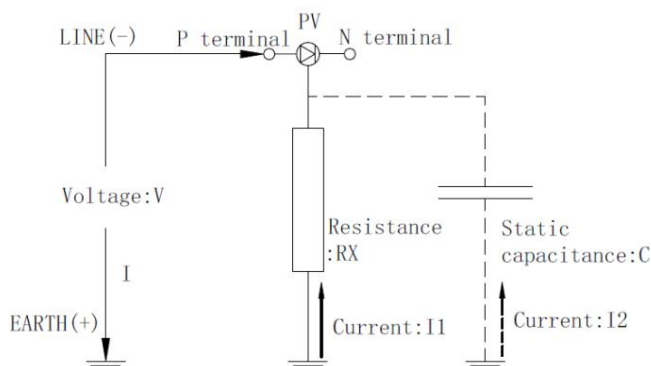 PV
LINE(-)
P terminal
N terminal
Voltage:V
Resistance
:RX
Static
capacitance:C
I
EARTH(+)
Current:I1
Current:I2